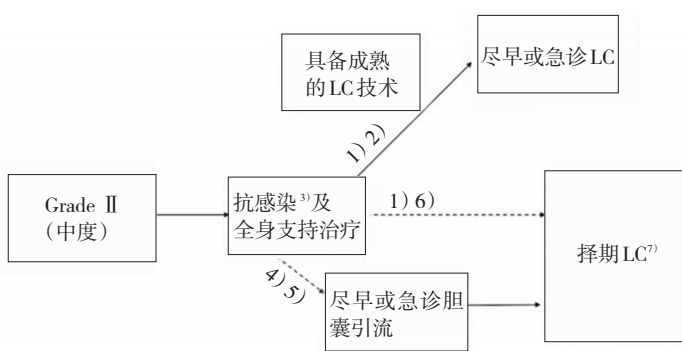 具备成熟
的LC技术
尽早或急诊LC
1) 2)
Grade Ⅱ
（中度）
抗感染3)及
全身支持治疗
1) 6)
择期LC7)
4) 5)
尽早或急诊胆
囊引流